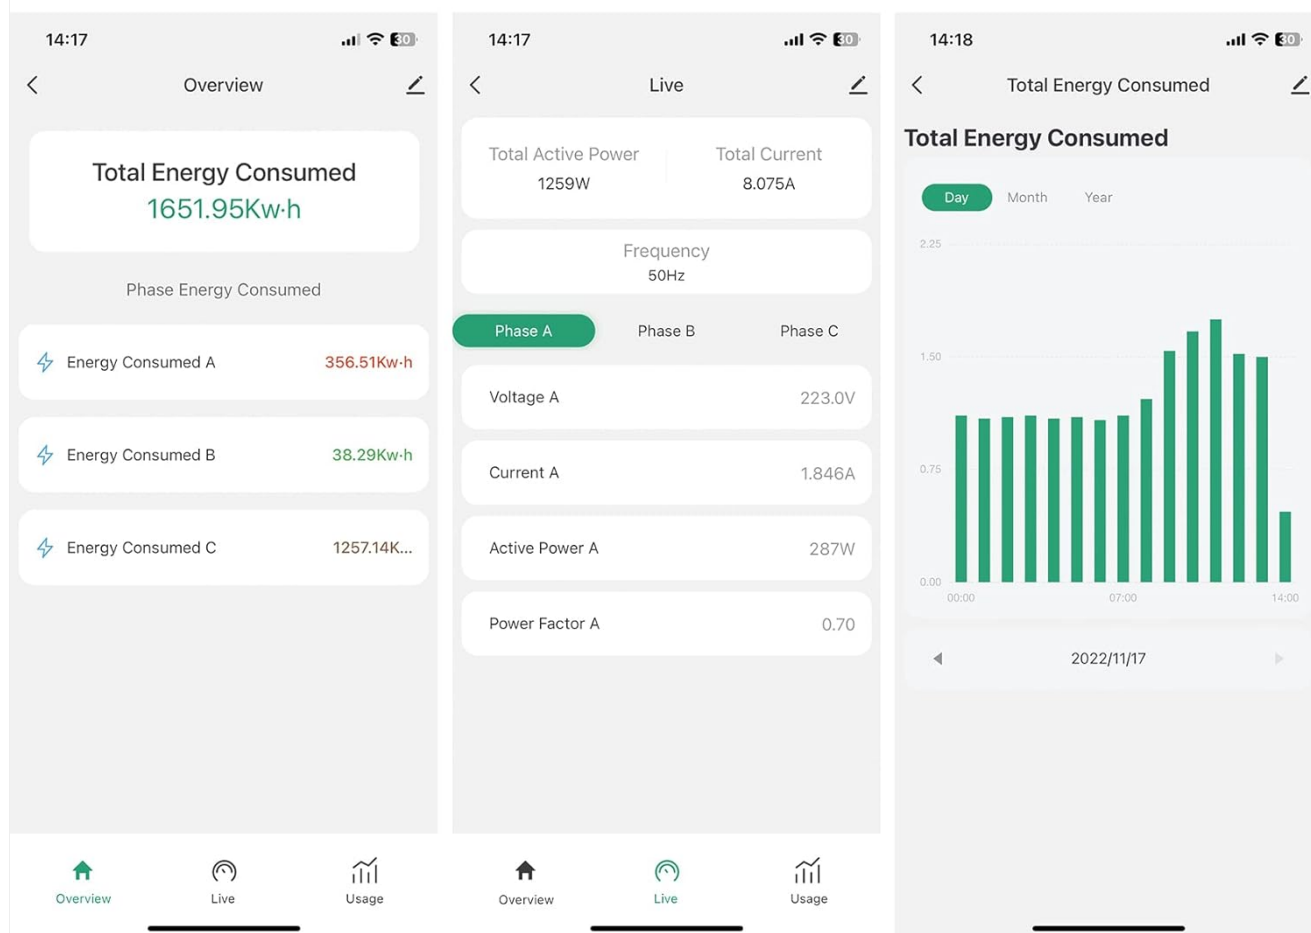 14:17
30
Overview
Total Energy Consumed
1651.95Kw·h
Phase Energy Consumed
Energy Consumed A 356.51Kw·h
Energy Consumed B 38.29Kw·h
Energy Consumed C 1257.14K...
Overview Live Usage
14:17
30
Live
Total Active Power Total Current
1259W 8.075A
Frequency
50Hz
Phase A Phase B Phase C
Voltage A 223.0V
Current A 1.846A
Active Power A 287W
Power Factor A 0.70
Overview Live Usage
14:18
30
Total Energy Consumed
Total Energy Consumed
Day Month Year
2.25
1.50
0.75
0.00
00:00 07:00 14:00
2022/11/17